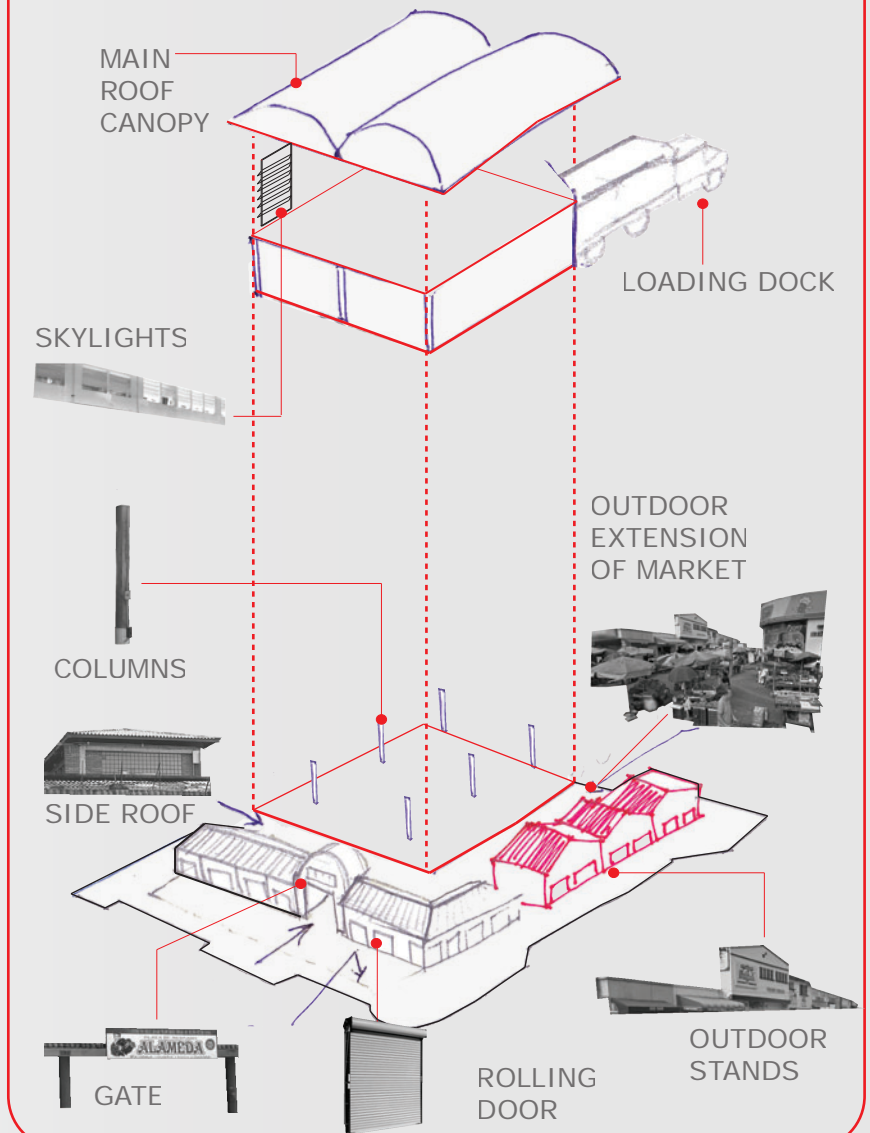 MAIN
ROOF
CANOPY
LOADING DOCK
SKYLIGHTS
OUTDOOR
EXTENSION
OF MARKET
COLUMNS
SIDE ROOF
ALAMEDA
GATE
ROLLING
DOOR
OUTDOOR
STANDS